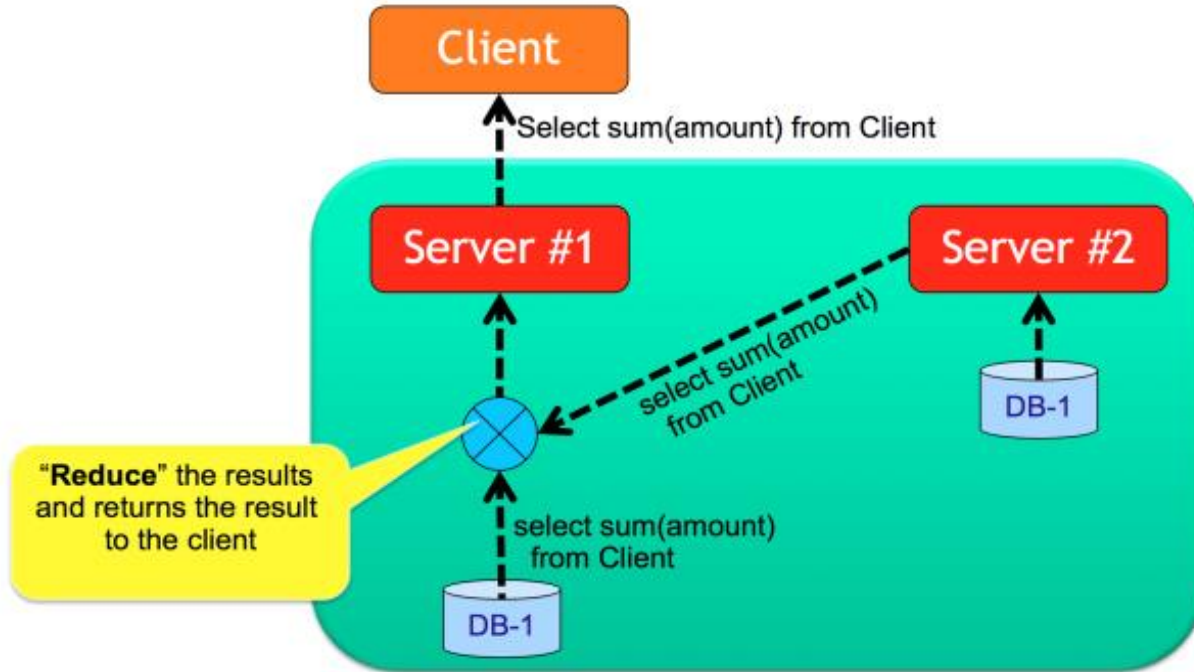 Client
Select sum(amount) from Client
Server #1
Server #2
select sum(amount)
from Client
DB-1
“Reduce” the results
and returns the result
to the client
select sum(amount)
from Client
DB-1